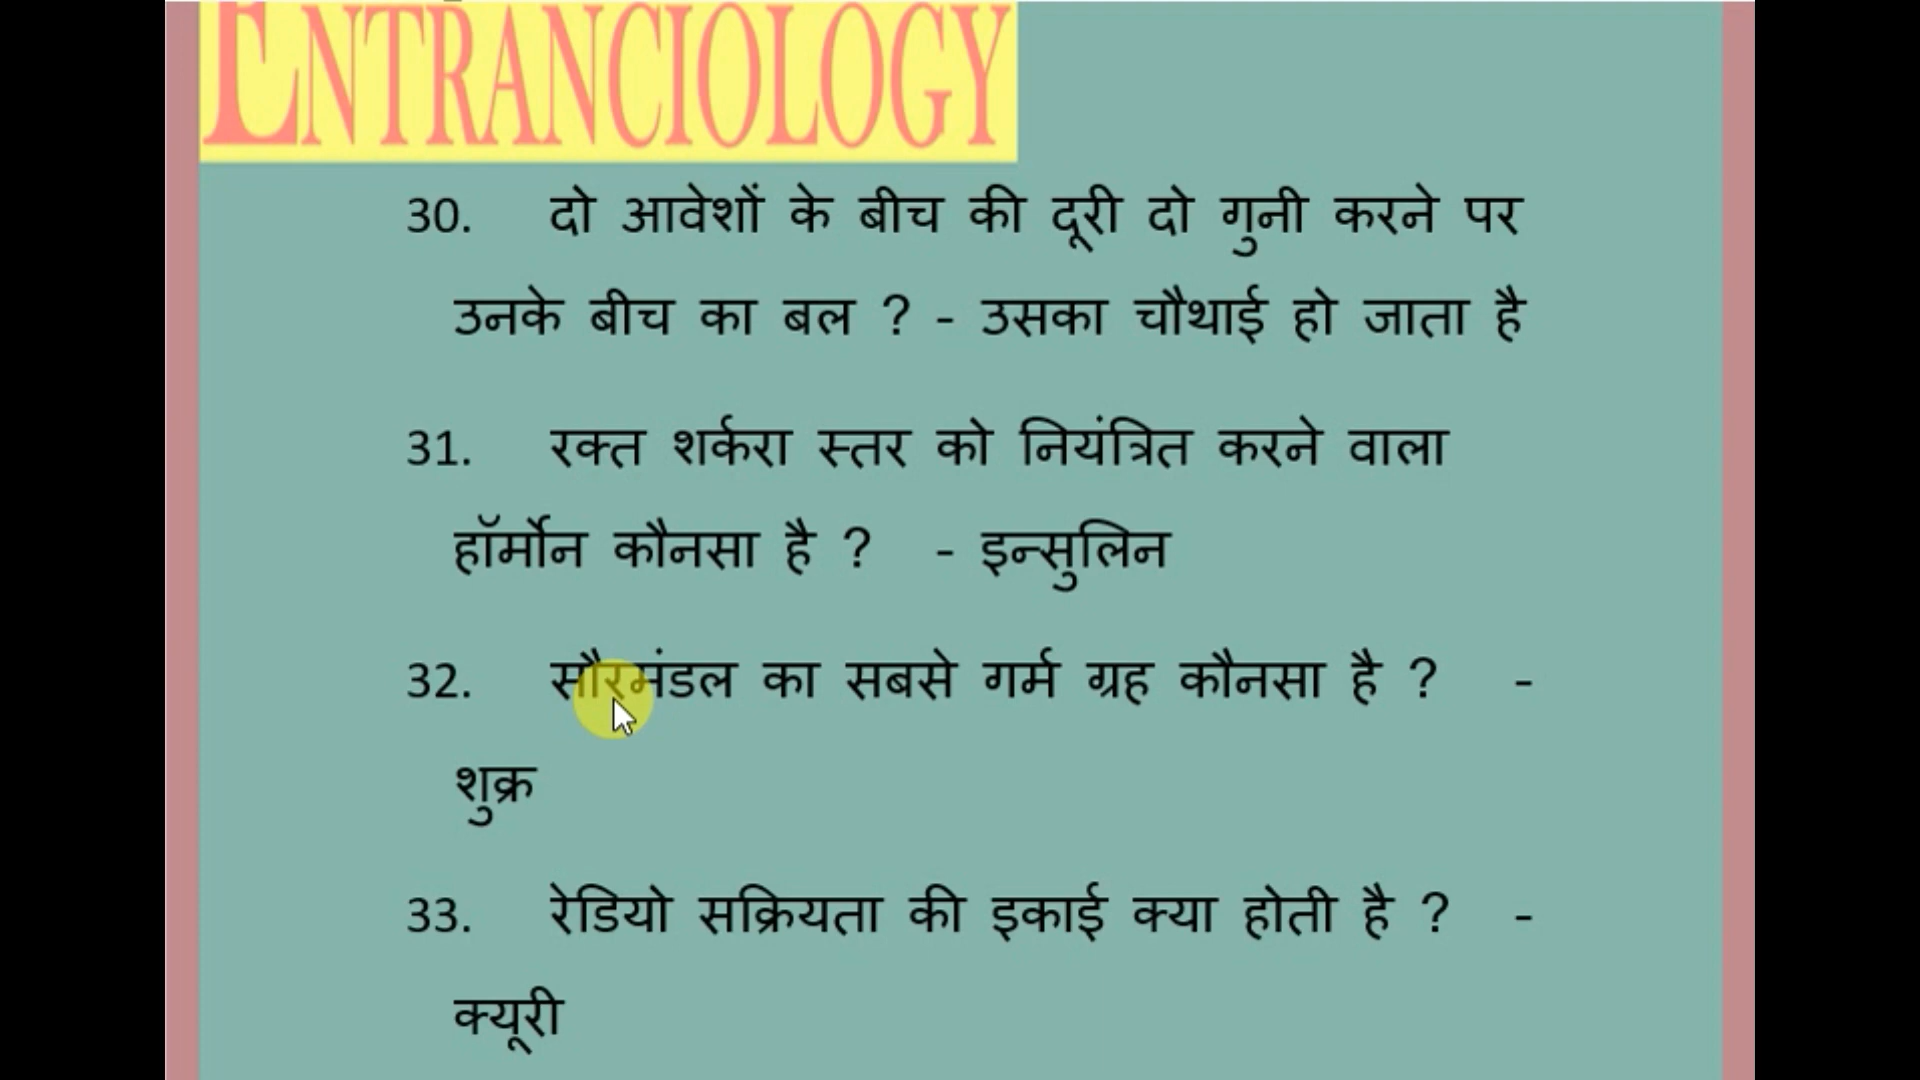 ENTRANCIOLOGY
30. दो आवेशों के बीच की दूरी दो गुनी करने पर
उनके बीच का बल ? - उसका चौथाई हो जाता है
31. रक्त शर्करा स्तर को नियंत्रित करने वाला
हॉर्मोन कौनसा है ? - इन्सुलिन
32. सौरमंडल का सबसे गर्म ग्रह कौनसा है ? -
शुक्र
33. रेडियो सक्रियता की इकाई क्या होती है ? -
क्यूरी